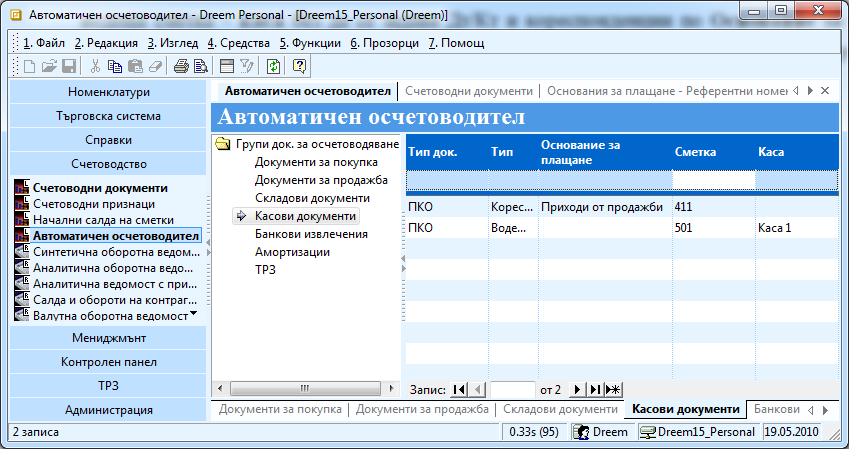 Автоматичен осчетоводител - Dreem Personal - [Dreem15_Personal (Dreem)]
1. Файл 2. Редакция 3. Изглед 4. Средства 5. Функции 6. Прозорци 7. Помощ
Номенклатури
Търговска система
Справки
Счетоводство
Счетоводни документи
Счетоводни признаци
Начални салда на сметки
Автоматичен осчетоводител
Синтетична оборотна ведом...
Аналитична оборотна ведо...
Аналитична ведомост с при...
Салда и обороти на контраг...
Валутна оборотна ведомост
Мениджмънт
Контролен панел
ТРЗ
Администрация
Автоматичен осчетоводител Счетоводни документи Основания за плащане - Референтни номен
Автоматичен осчетоводител
Групи док. за осчетоводяване
Документи за покупка
Документи за продажба
Складови документи
Касови документи
Банкови извлечения
Амортизации
ТРЗ
Тип док. Тип Основание за плащане Сметка Каса
ПКО Корес... Приходи от продажби 411
ПКО Воде... 501 Каса 1
Запис: от 2
Документи за покупка Документи за продажба Складови документи Касови документи Банкови
2 записа 0.33s (95) Dreem Dreem15_Personal 19.05.2010